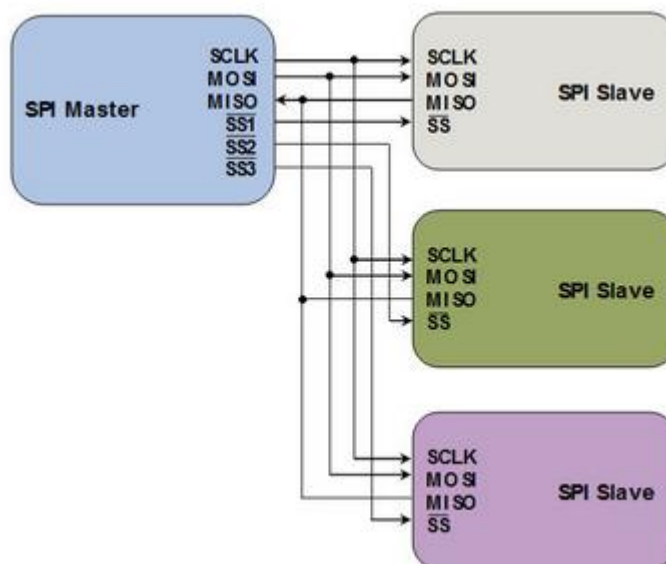 SPI Master
SCLK
MOSI
MISO
SS1
SS2
SS3
SCLK
MOSI
MISO
SS
SPI Slave
SCLK
MOSI
MISO
SS
SPI Slave
SCLK
MOSI
MISO
SS
SPI Slave